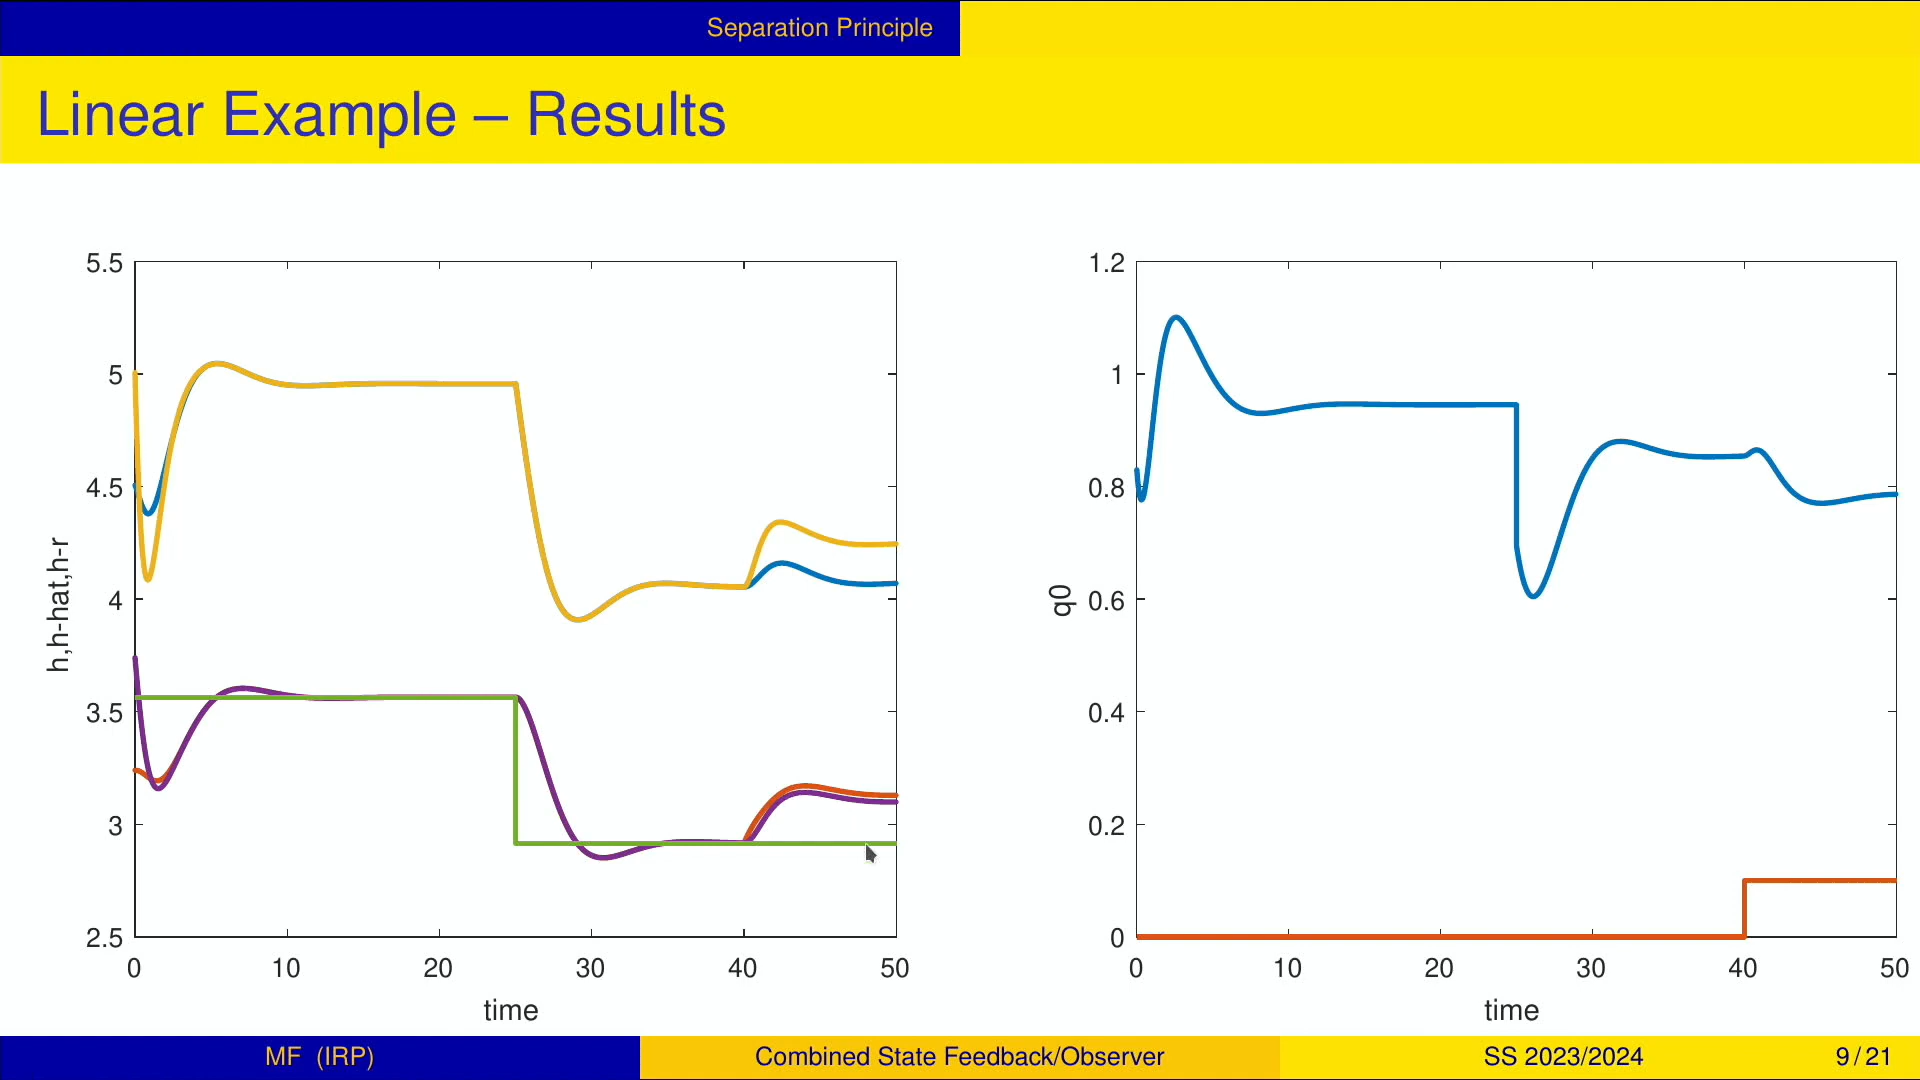 Separation Principle
Linear Example – Results
5.5
5
4.5
4
3.5
3
2.5
h,h-hat,h-r
0 10 20 30 40 50
time
1.2
1
0.8
0.6
0.4
0.2
0
q0
0 10 20 30 40 50
time
MF (IRP) Combined State Feedback/Observer SS 2023/2024 9 / 21